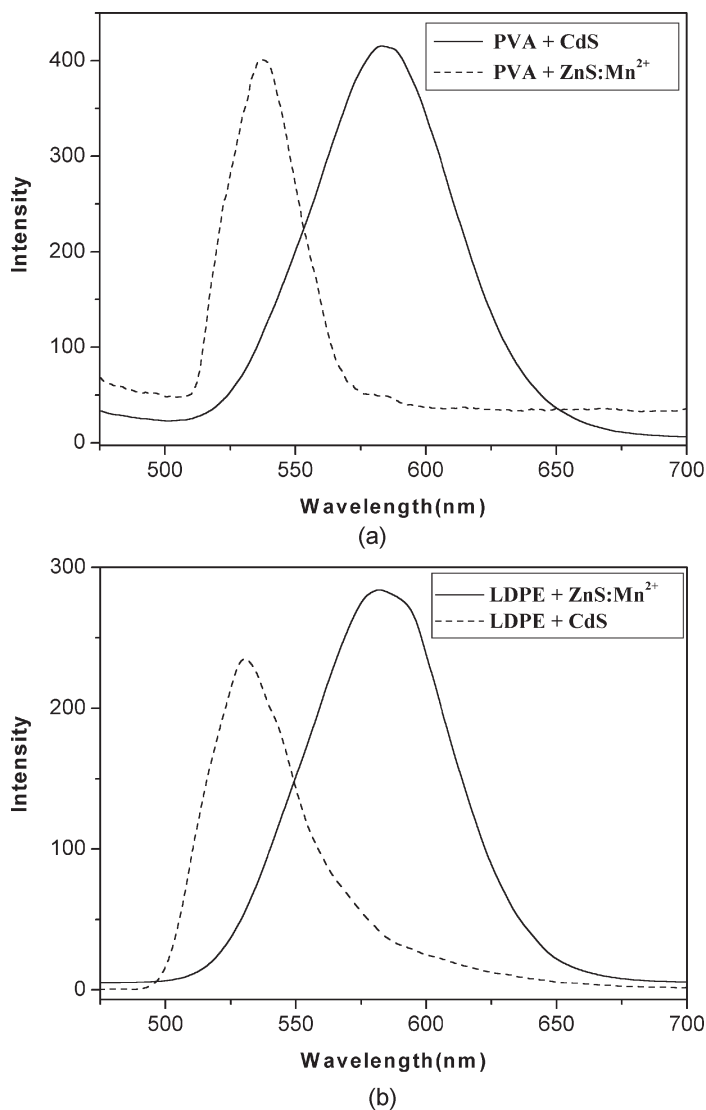 PVA + CdS
PVA + ZnS:Mn²⁺
400
300
200
100
0
Intensity
500 550 600 650 700
Wavelength(nm)
(a)
LDPE + ZnS:Mn²⁺
LDPE + CdS
300
200
100
0
Intensity
500 550 600 650 700
Wavelength(nm)
(b)